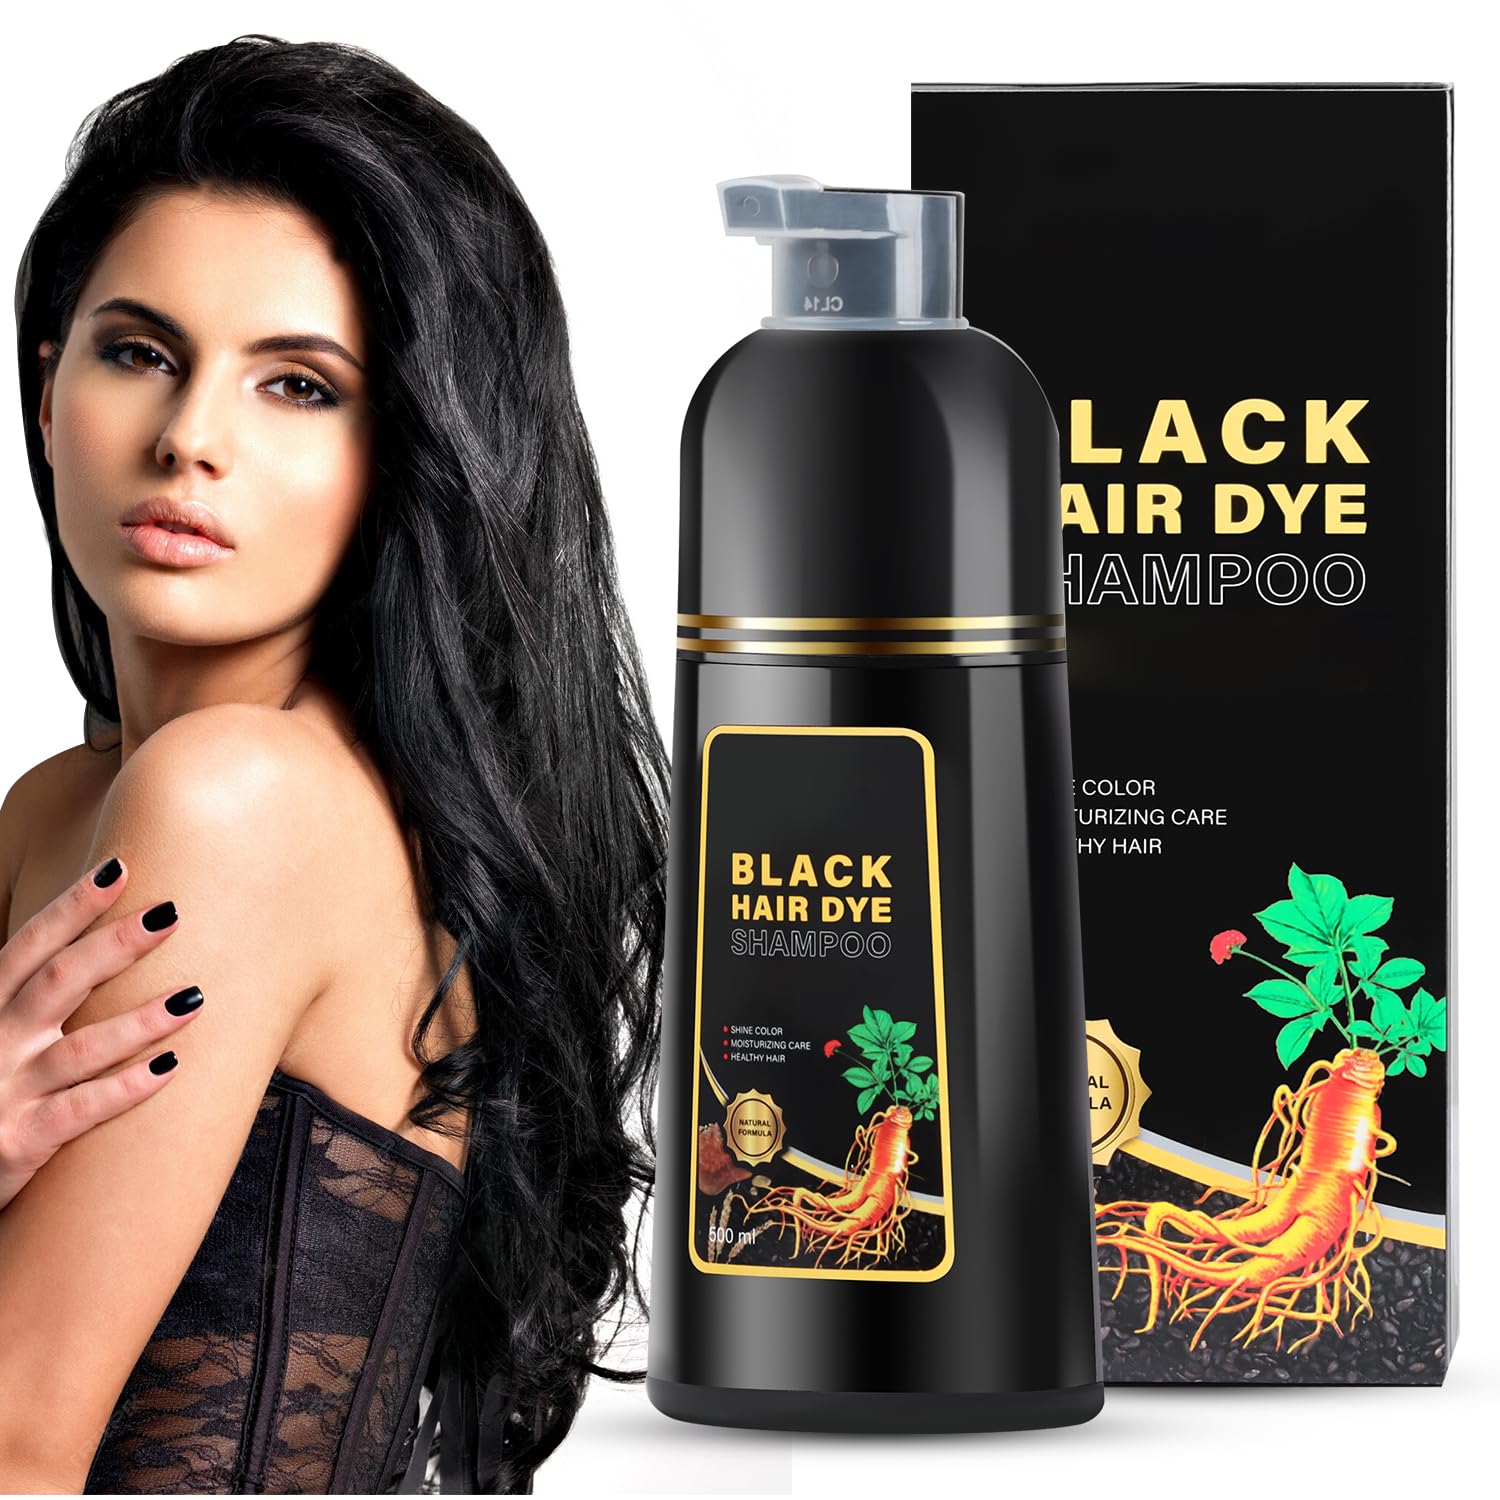 CL14
LACK
AIR DYE
HAMPOO
E COLOR
TURIZING CARE
THY HAIR
AL
LA
BLACK
HAIR DYE
SHAMPOO
SHINE COLOR
MOISTURIZING CARE
HEALTHY HAIR
NATURAL
FORMULA
500 ml